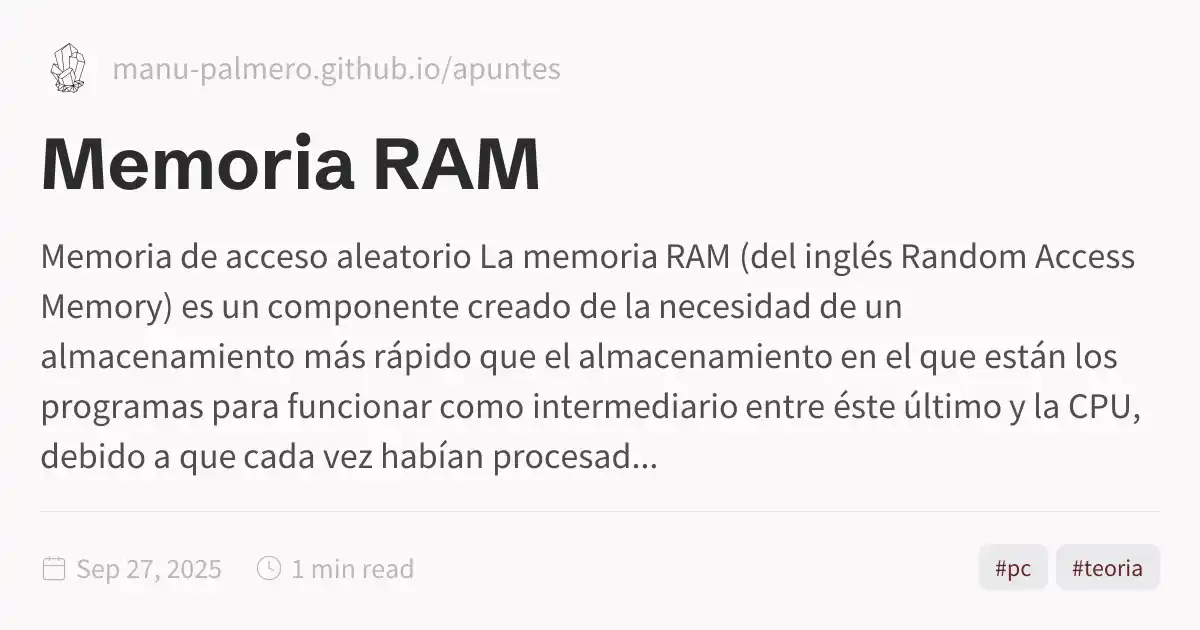 manu-palmero.github.io/apuntes
Memoria RAM
Memoria de acceso aleatorio La memoria RAM (del inglés Random Access
Memory) es un componente creado de la necesidad de un
almacenamiento más rápido que el almacenamiento en el que están los
programas para funcionar como intermediario entre éste último y la CPU,
debido a que cada vez habían procesad...
Sep 27, 2025 1 min read #pc #teoria